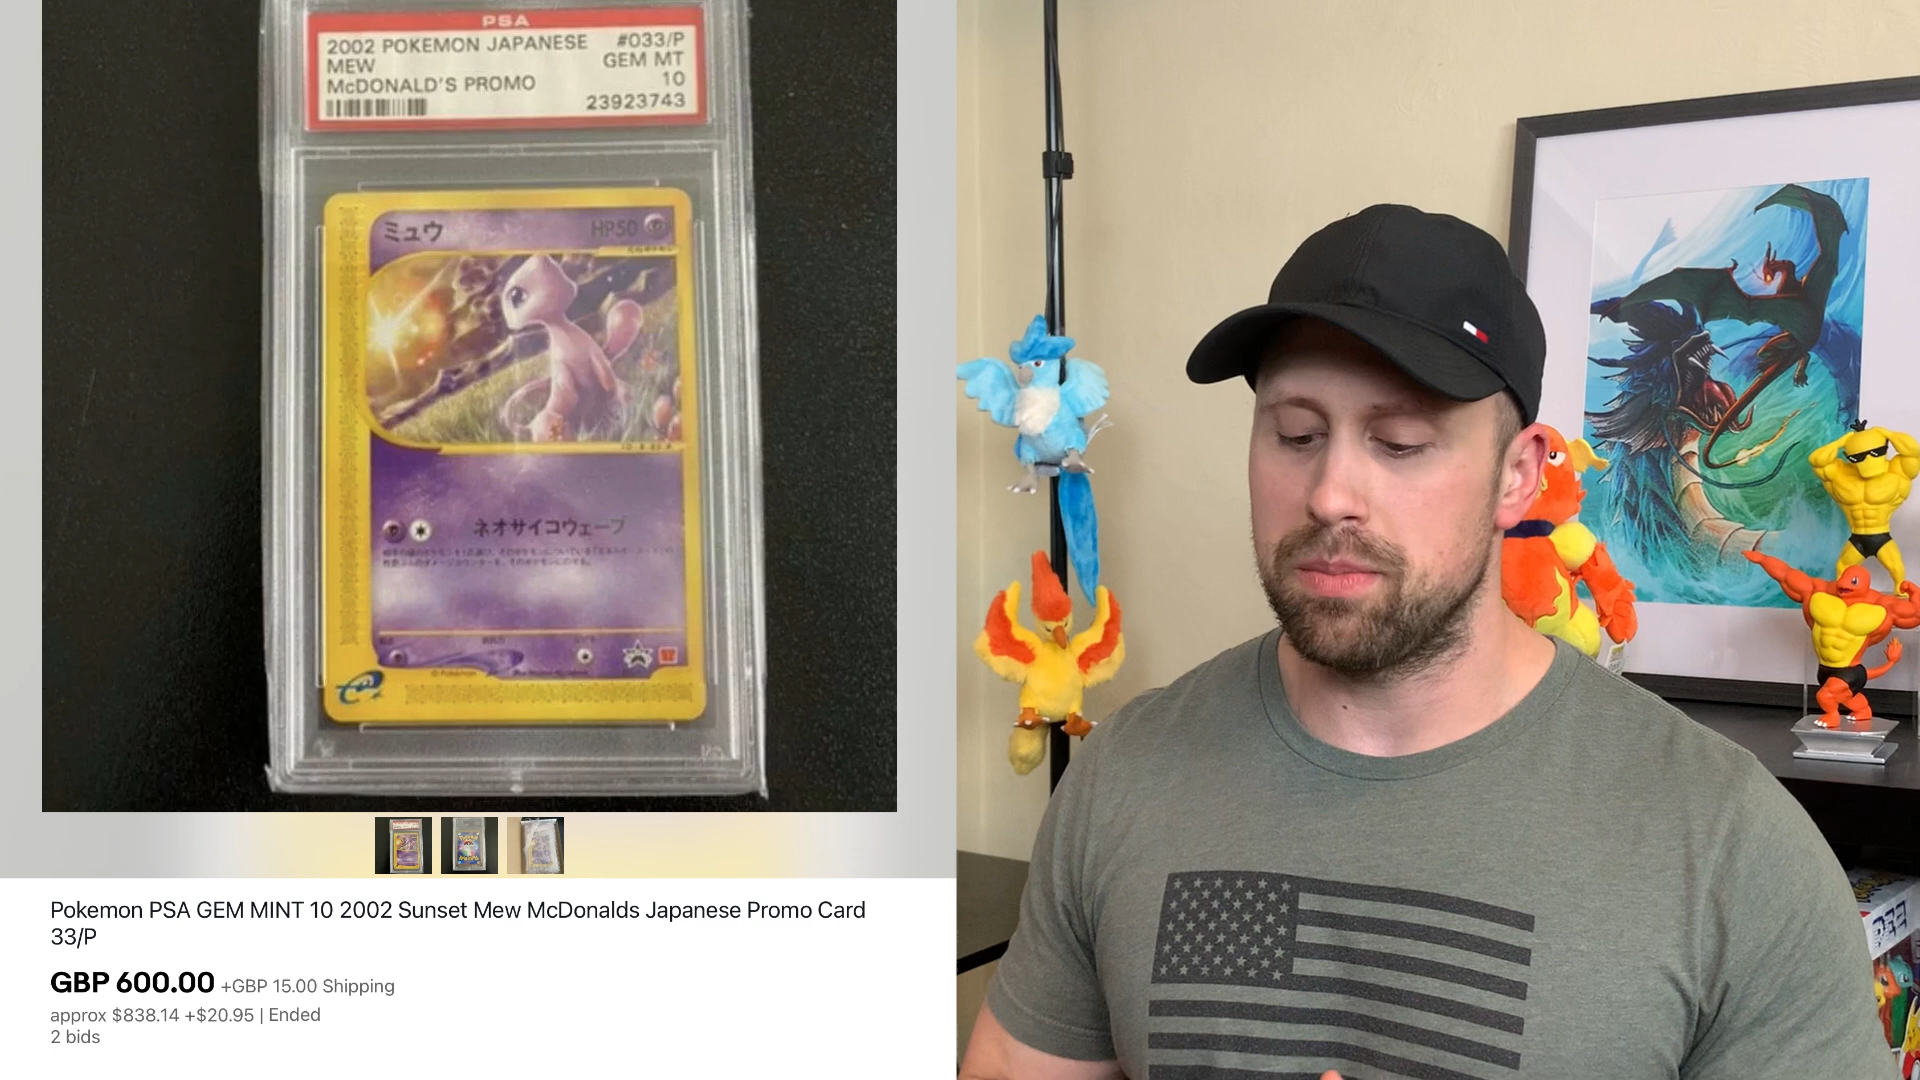 PSA
2002 POKEMON JAPANESE #033/P
MEW GEM MT
McDONALD'S PROMO 10
23923743
ミュウ HP50
ネオサイコウェーブ
Pokemon PSA GEM MINT 10 2002 Sunset Mew McDonalds Japanese Promo Card
33/P
GBP 600.00 +GBP 15.00 Shipping
approx $838.14 +$20.95 | Ended
2 bids